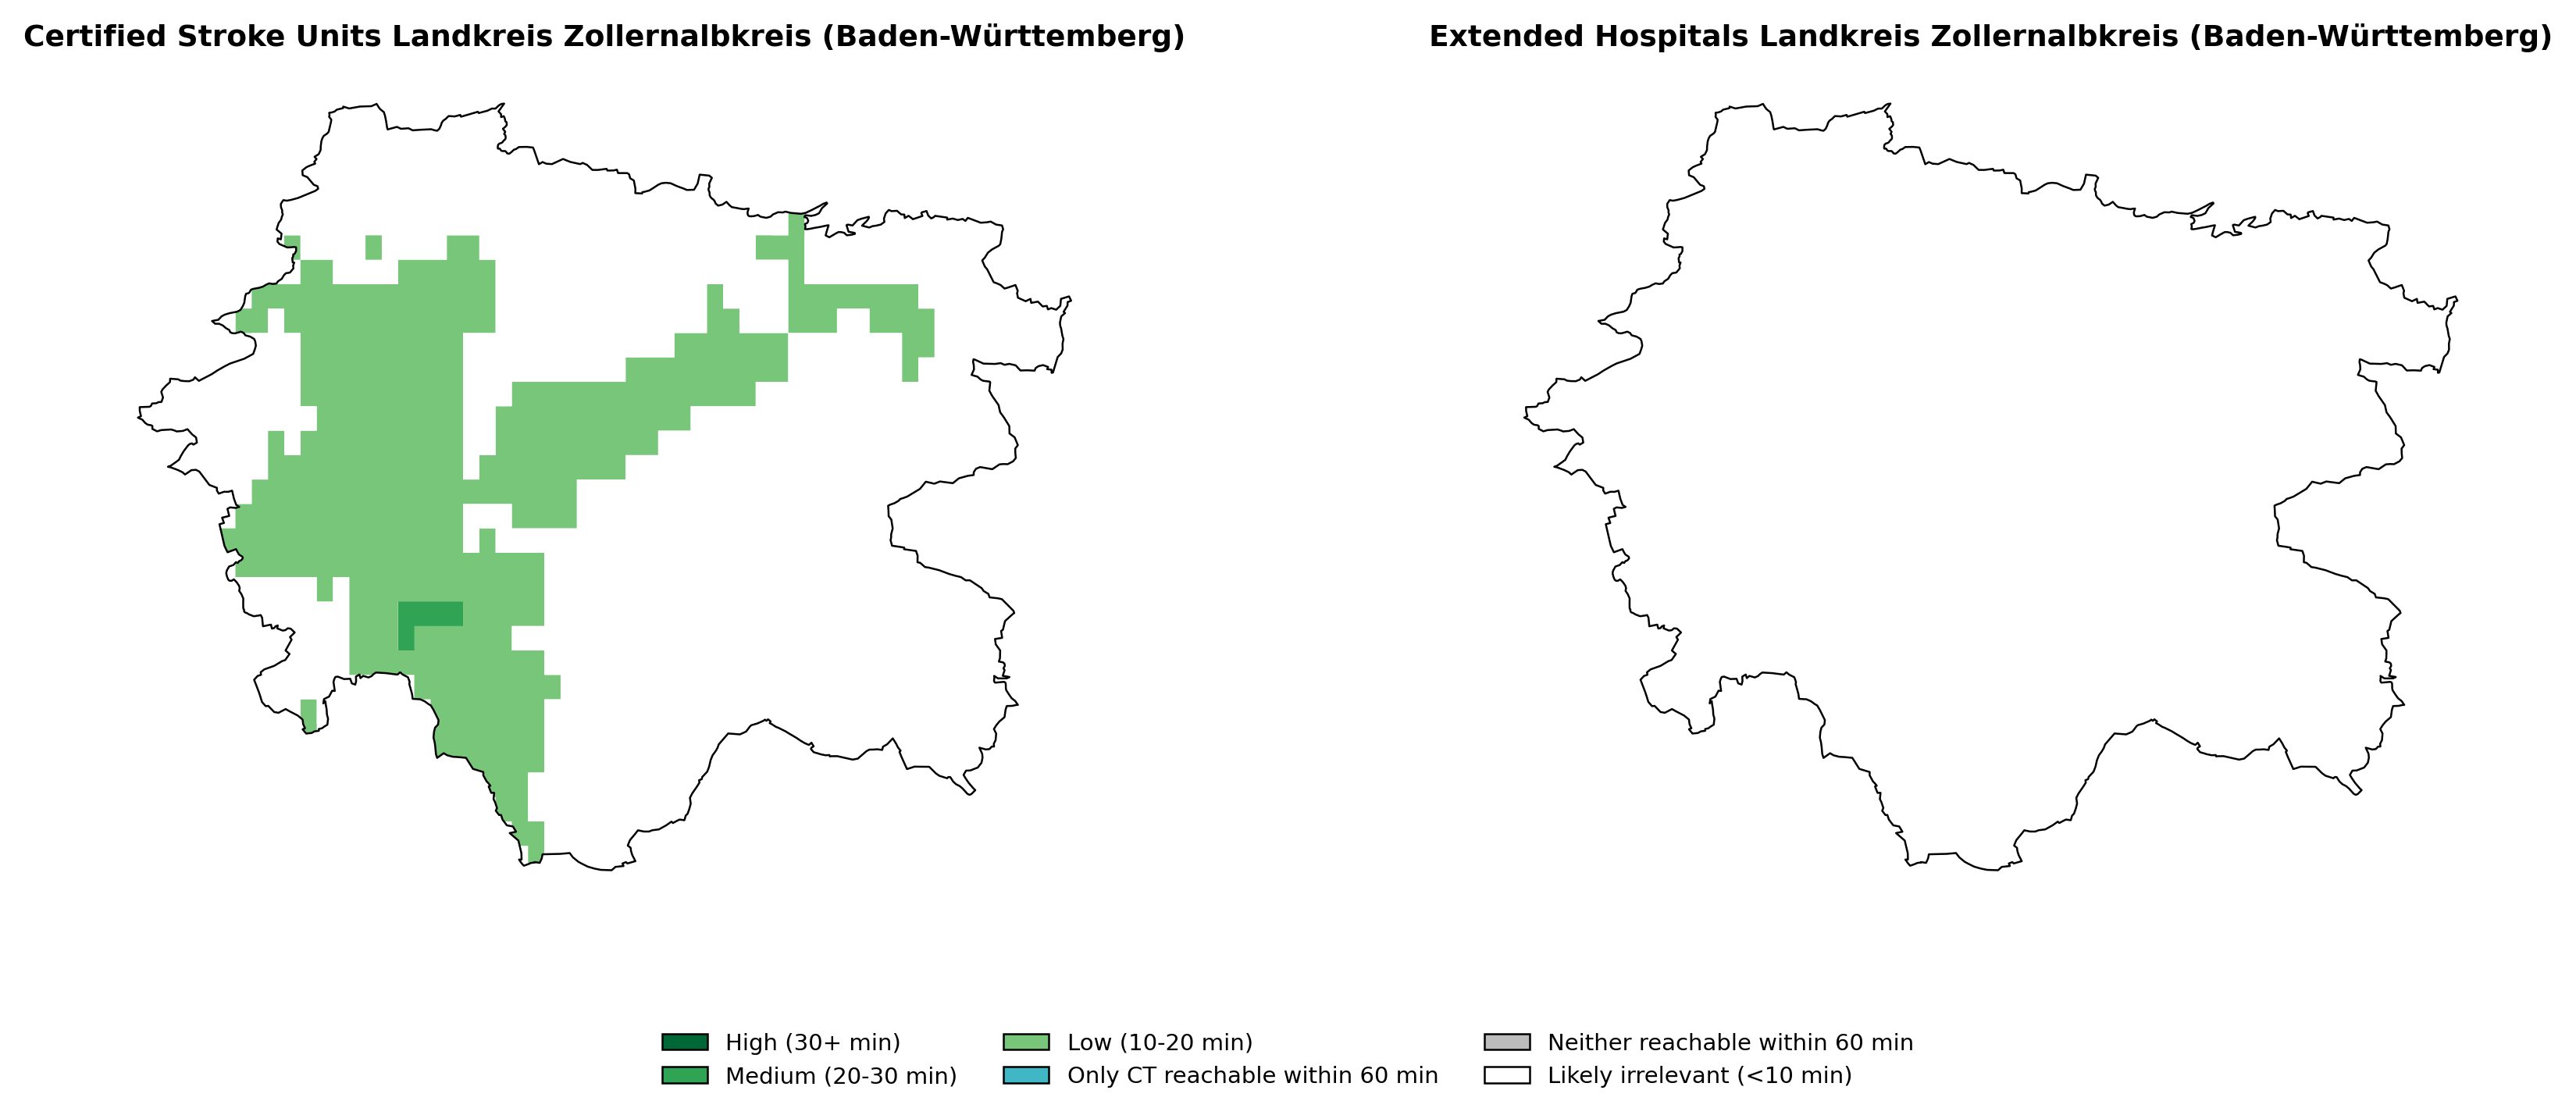 Certified Stroke Units Landkreis Zollernalbkreis (Baden-Württemberg)
Extended Hospitals Landkreis Zollernalbkreis (Baden-Württemberg)
High (30+ min)
Medium (20-30 min)
Low (10-20 min)
Only CT reachable within 60 min
Neither reachable within 60 min
Likely irrelevant (<10 min)